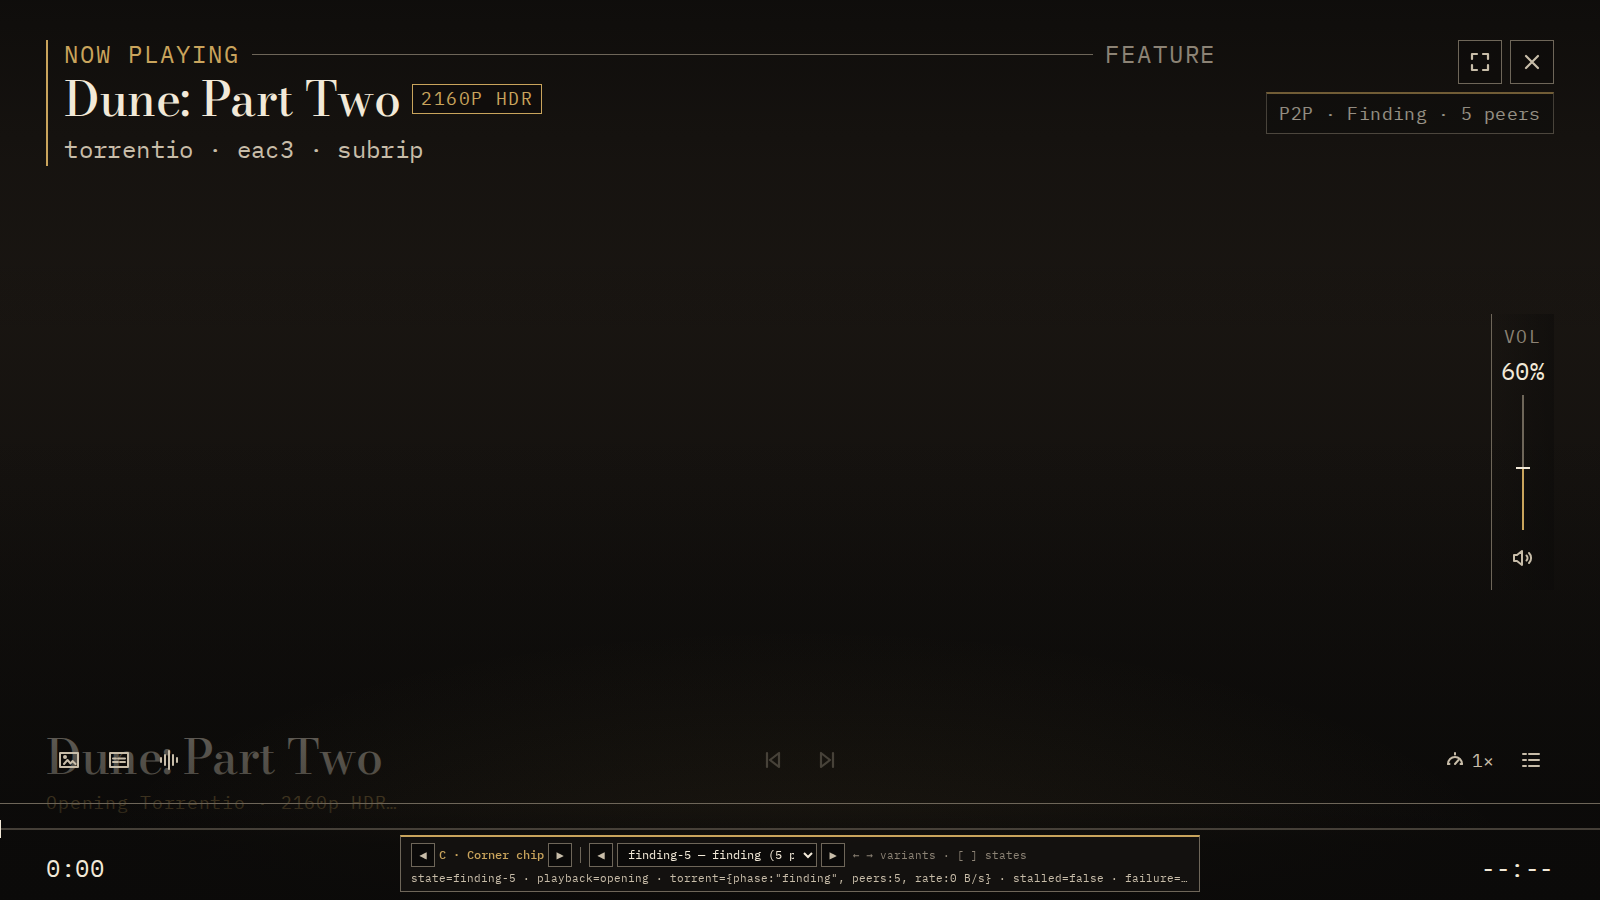 NOW PLAYING
FEATURE
Dune: Part Two
2160P HDR
torrentio · eac3 · subrip
P2P · Finding · 5 peers
VOL
60%
Dune: Part Two
Opening Torrentio · 2160p HDR…
1×
0:00
--:--
C · Corner chip
finding-5 — finding (5 p
← → variants · [ ] states
state=finding-5 · playback=opening · torrent={phase:"finding", peers:5, rate:0 B/s} · stalled=false · failure=…